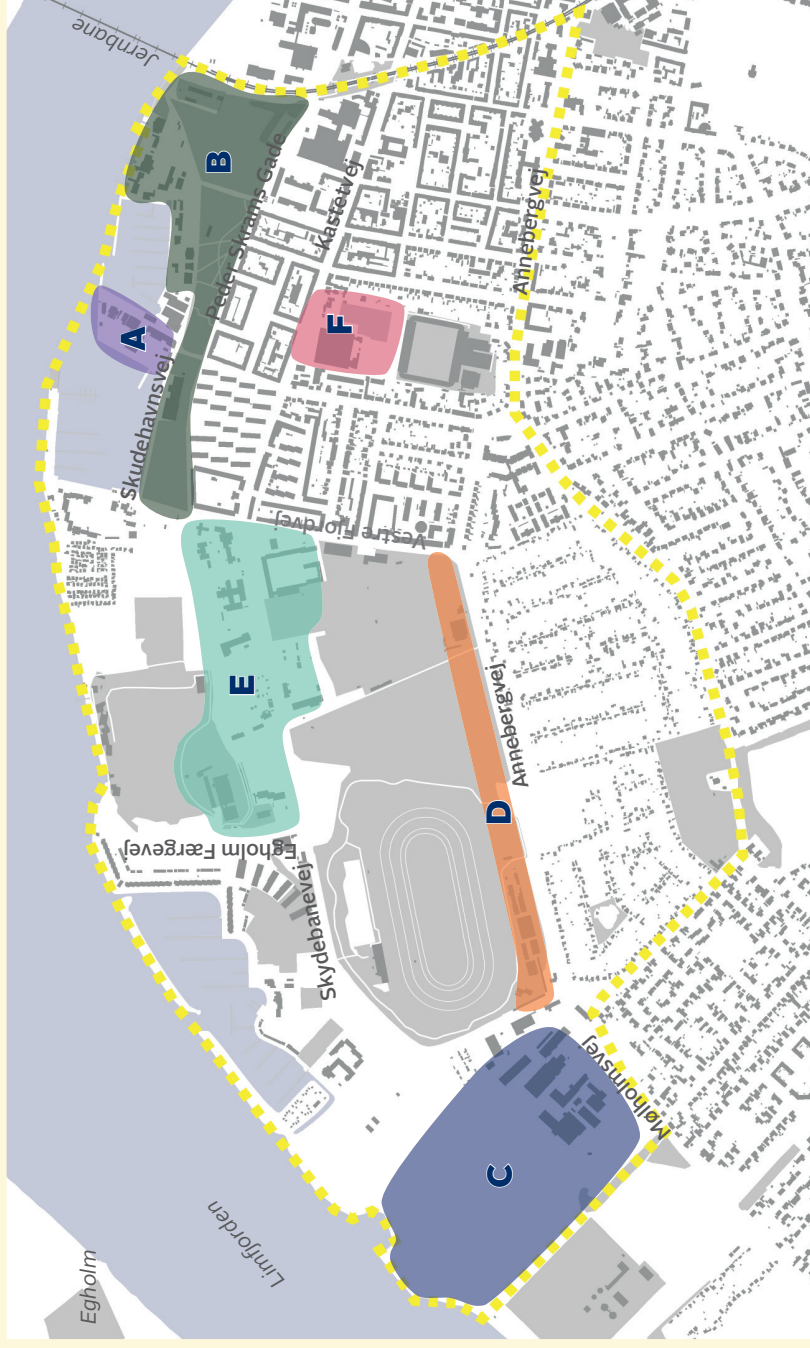 Jernbane
B
Peder Skrams Gade
Kastetvej
Annebergvej
A
Skudehavnsvej
F
Vestre Fjordvej
E
D
Annebergvej
Egholm Færgevej
Skydebanevej
C
Mølholmsvej
Limfjorden
Egholm